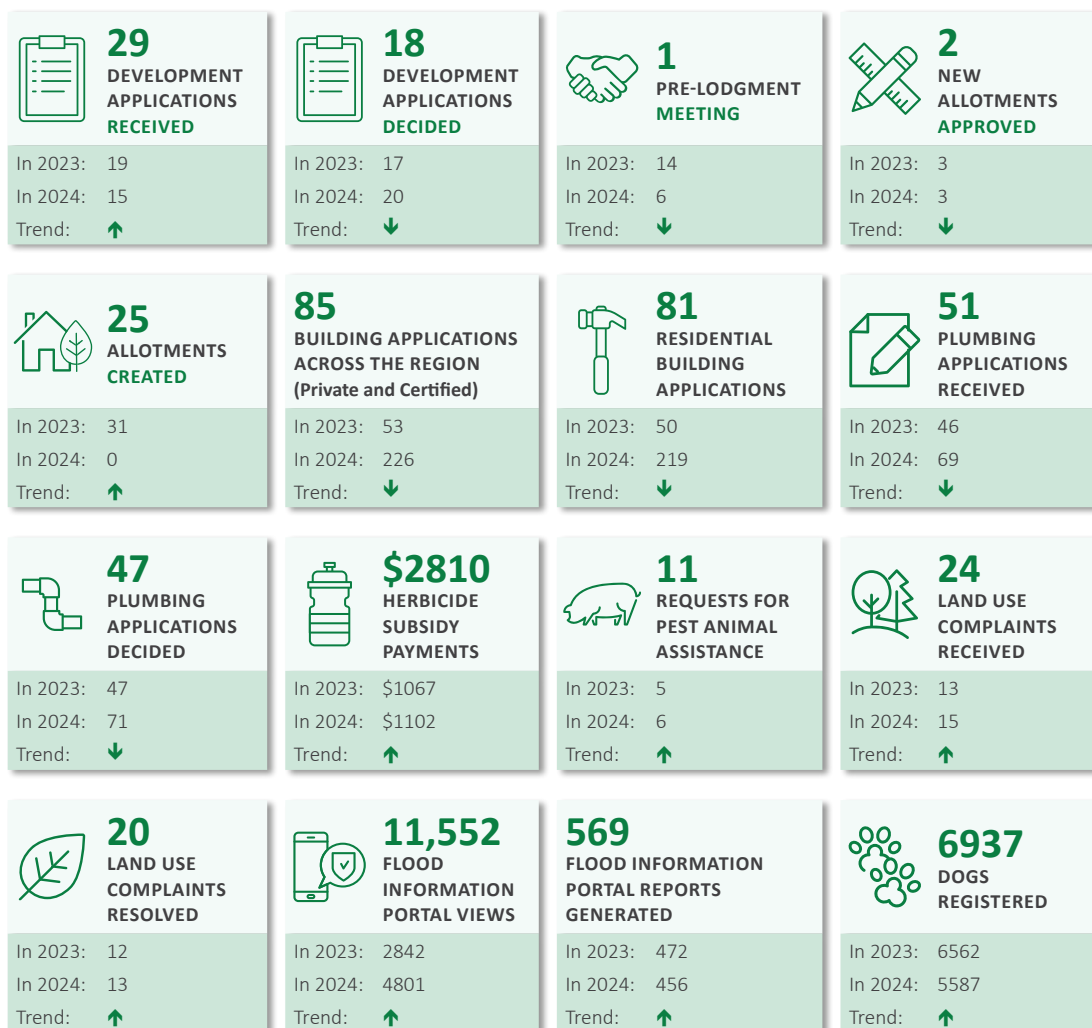 29
DEVELOPMENT
APPLICATIONS
RECEIVED
In 2023: 19
In 2024: 15
Trend: ↑
18
DEVELOPMENT
APPLICATIONS
DECIDED
In 2023: 17
In 2024: 20
Trend: ↓
1
PRE-LODGMENT
MEETING
In 2023: 14
In 2024: 6
Trend: ↓
2
NEW
ALLOTMENTS
APPROVED
In 2023: 3
In 2024: 3
Trend: ↓
25
ALLOTMENTS
CREATED
In 2023: 31
In 2024: 0
Trend: ↑
85
BUILDING APPLICATIONS
ACROSS THE REGION
(Private and Certified)
In 2023: 53
In 2024: 226
Trend: ↓
81
RESIDENTIAL
BUILDING
APPLICATIONS
In 2023: 50
In 2024: 219
Trend: ↓
51
PLUMBING
APPLICATIONS
RECEIVED
In 2023: 46
In 2024: 69
Trend: ↓
47
PLUMBING
APPLICATIONS
DECIDED
In 2023: 47
In 2024: 71
Trend: ↓
$2810
HERBICIDE
SUBSIDY
PAYMENTS
In 2023: $1067
In 2024: $1102
Trend: ↑
11
REQUESTS FOR
PEST ANIMAL
ASSISTANCE
In 2023: 5
In 2024: 6
Trend: ↑
24
LAND USE
COMPLAINTS
RECEIVED
In 2023: 13
In 2024: 15
Trend: ↑
20
LAND USE
COMPLAINTS
RESOLVED
In 2023: 12
In 2024: 13
Trend: ↑
11,552
FLOOD
INFORMATION
PORTAL VIEWS
In 2023: 2842
In 2024: 4801
Trend: ↑
569
FLOOD INFORMATION
PORTAL REPORTS
GENERATED
In 2023: 472
In 2024: 456
Trend: ↑
6937
DOGS
REGISTERED
In 2023: 6562
In 2024: 5587
Trend: ↑